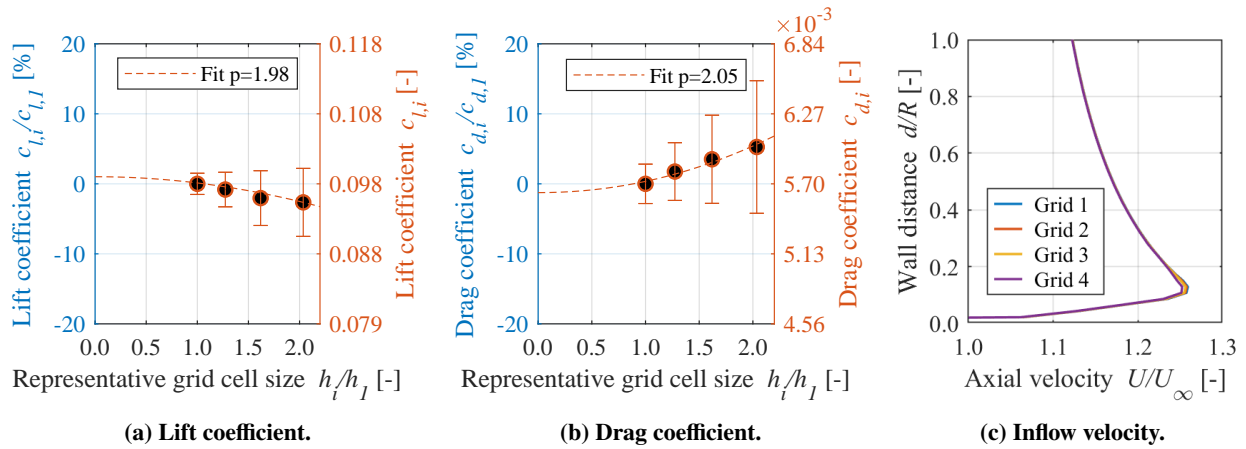 Lift coefficient c_{l,i}/c_{l,1} [%]
20
10
0
-10
-20
Fit p=1.98
0.118
0.108
0.098
0.088
0.079
Lift coefficient c_{l,i} [-]
0.0 0.5 1.0 1.5 2.0
Representative grid cell size h_i/h_1 [-]
(a) Lift coefficient.
Drag coefficient c_{d,i}/c_{d,1} [%]
20
10
0
-10
-20
Fit p=2.05
×10^{-3}
6.84
6.27
5.70
5.13
4.56
Drag coefficient c_{d,i} [-]
0.0 0.5 1.0 1.5 2.0
Representative grid cell size h_i/h_1 [-]
(b) Drag coefficient.
Wall distance d/R [-]
1.0
0.8
0.6
0.4
0.2
0.0
Grid 1
Grid 2
Grid 3
Grid 4
1.0 1.1 1.2 1.3
Axial velocity U/U_∞ [-]
(c) Inflow velocity.